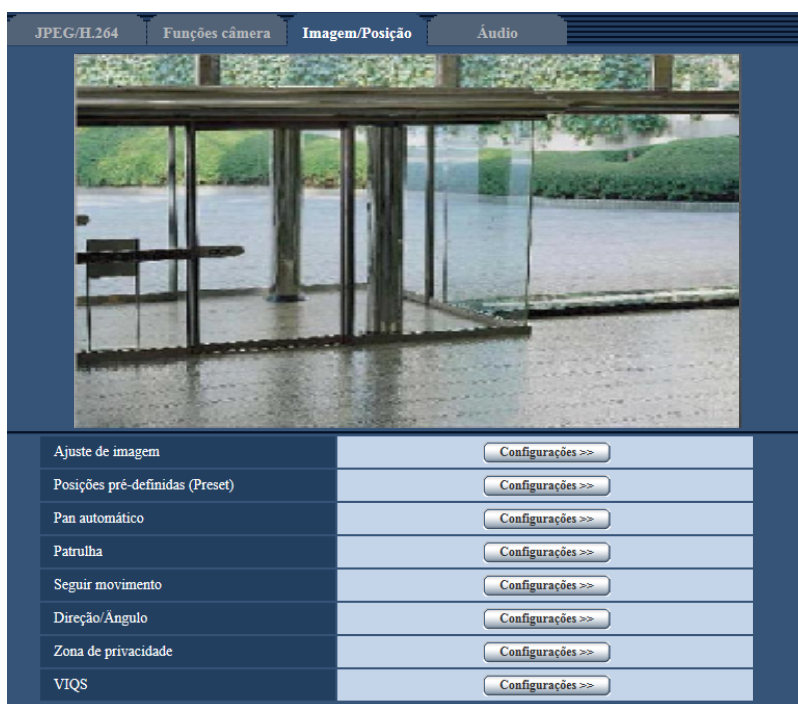 JPEG/H.264 Funções câmera Imagem/Posição Áudio
Ajuste de imagem Configurações >>
Posições pré-definidas (Preset) Configurações >>
Pan automático Configurações >>
Patrulha Configurações >>
Seguir movimento Configurações >>
Direção/Ängulo Configurações >>
Zona de privacidade Configurações >>
VIQS Configurações >>